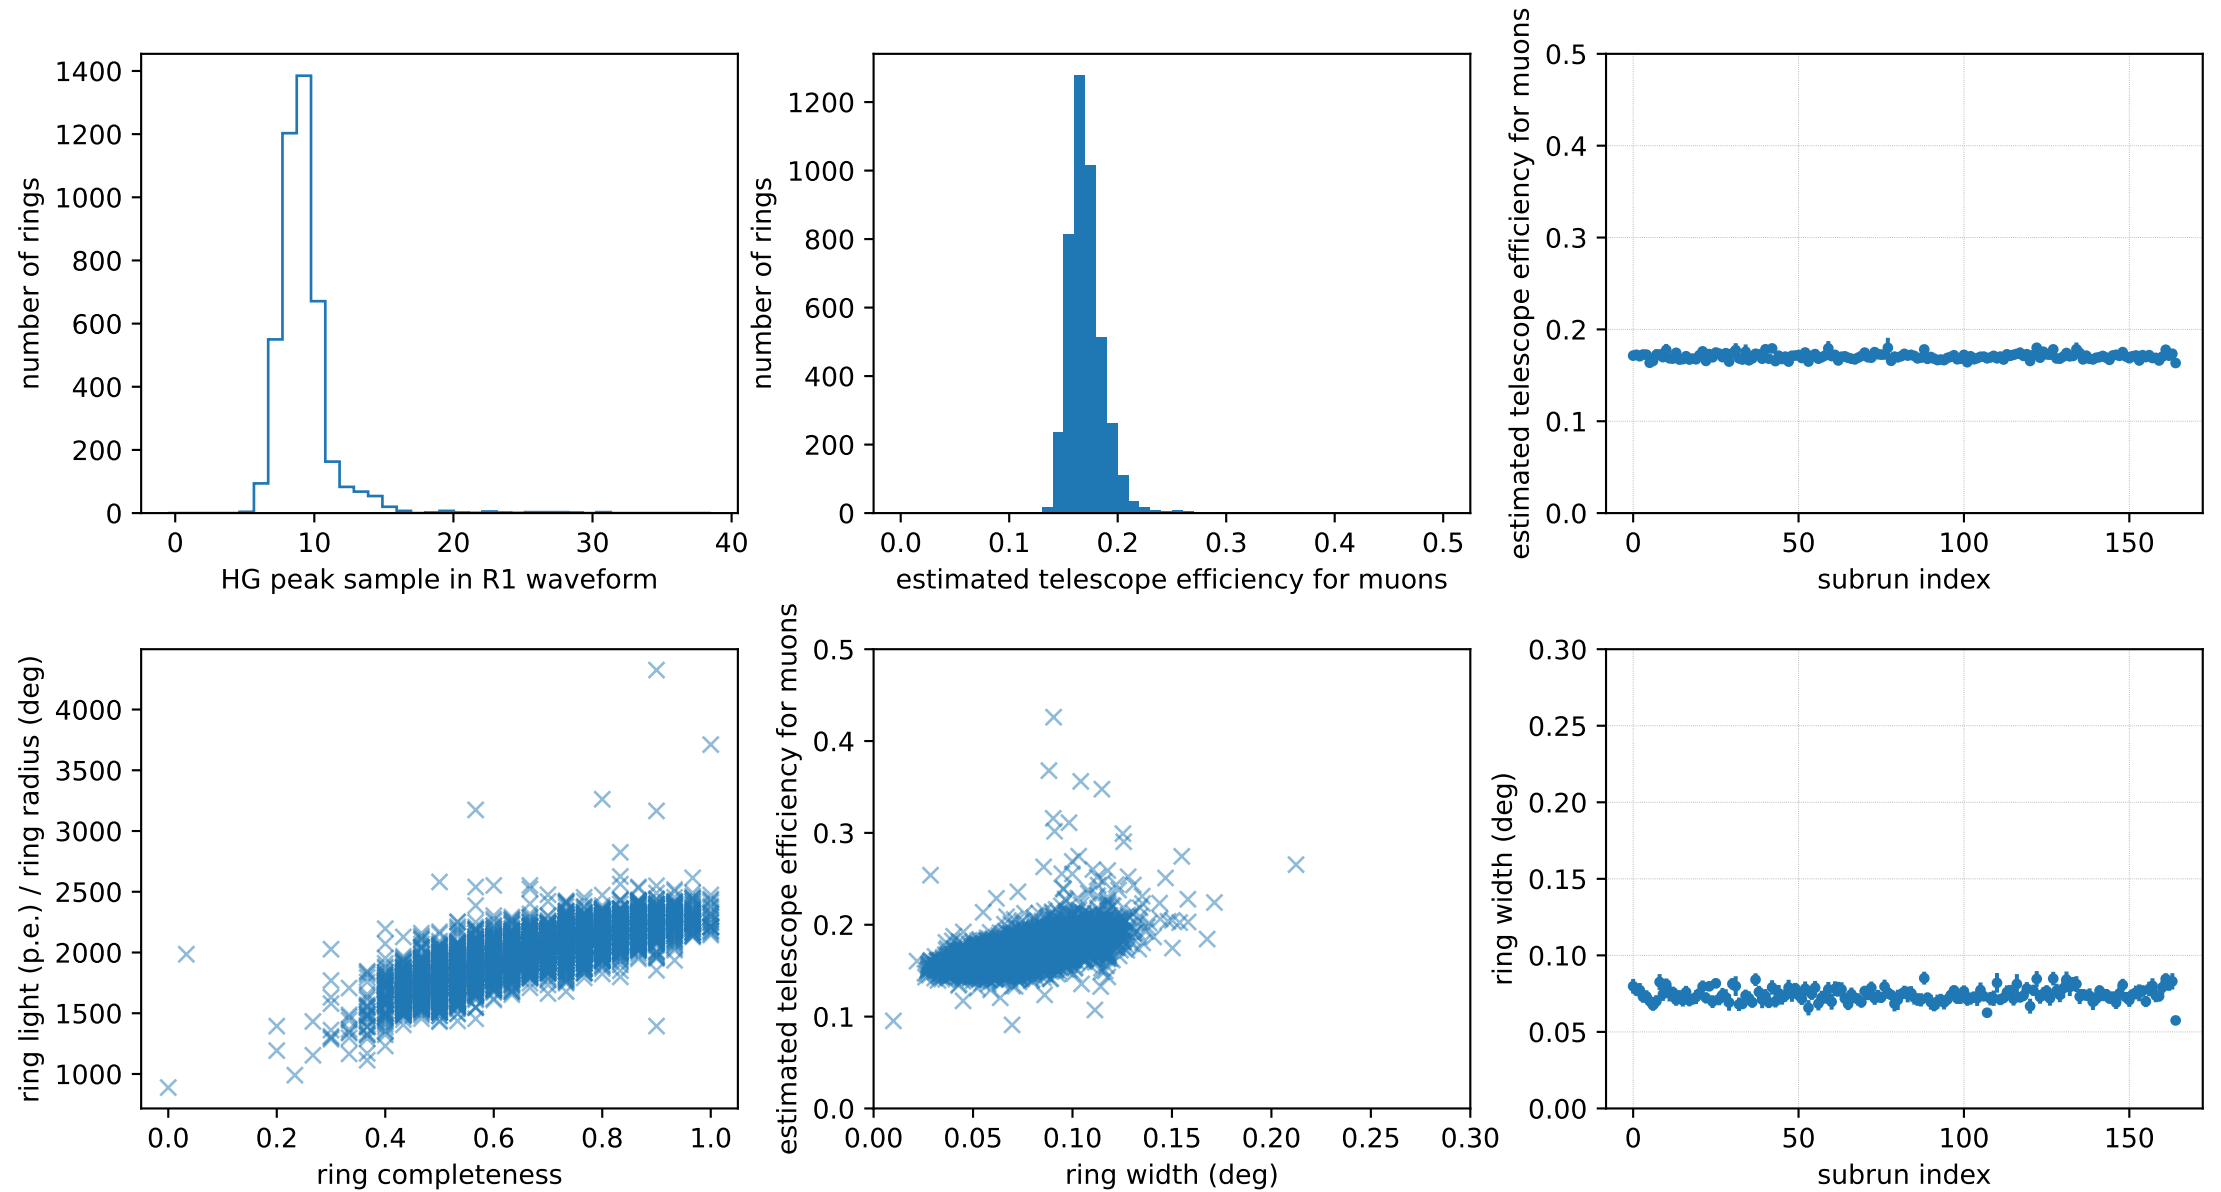 1400
1200
1000
800
600
400
200
0
number of rings
0 10 20 30 40
HG peak sample in R1 waveform
1200
1000
800
600
400
200
0
number of rings
0.0 0.1 0.2 0.3 0.4 0.5
estimated telescope efficiency for muons
0.5
0.4
0.3
0.2
0.1
0.0
estimated telescope efficiency for muons
0 50 100 150
subrun index
4000
3500
3000
2500
2000
1500
1000
ring light (p.e.) / ring radius (deg)
0.0 0.2 0.4 0.6 0.8 1.0
ring completeness
0.5
0.4
0.3
0.2
0.1
0.0
estimated telescope efficiency for muons
0.00 0.05 0.10 0.15 0.20 0.25 0.30
ring width (deg)
0.30
0.25
0.20
0.15
0.10
0.05
0.00
ring width (deg)
0 50 100 150
subrun index